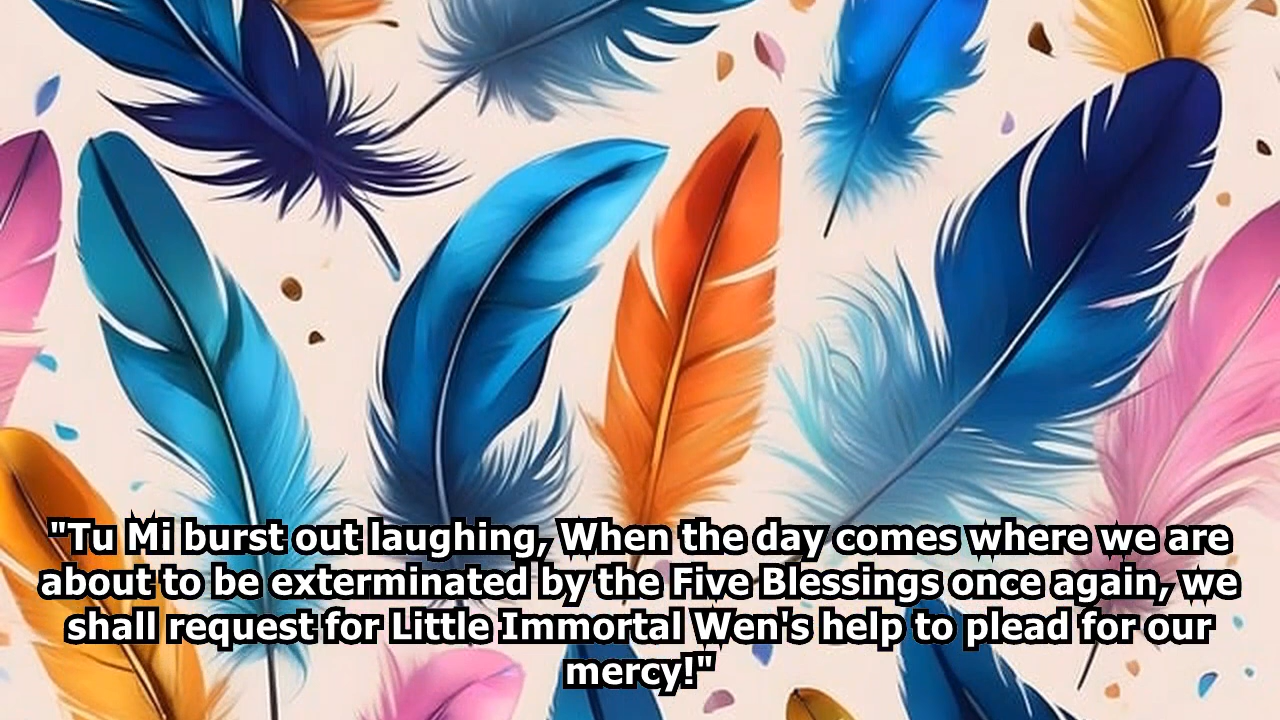 "Tu Mi burst out laughing, When the day comes where we are
about to be exterminated by the Five Blessings once again, we
shall request for Little Immortal Wen's help to plead for our
mercy!"